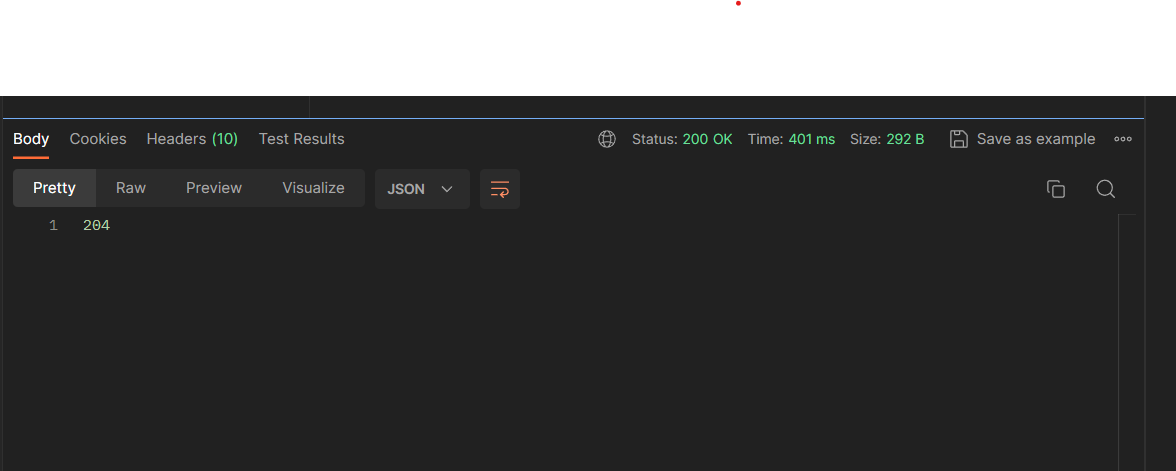 Body Cookies Headers (10) Test Results Status: 200 OK Time: 401 ms Size: 292 B Save as example
Pretty Raw Preview Visualize JSON
1 204